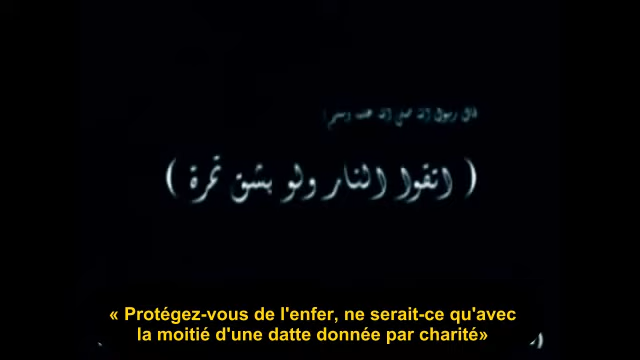 قال رسول الله صلى الله عليه وسلم
( اتقوا النار ولو بشق تمرة )
« Protégez-vous de l'enfer, ne serait-ce qu'avec
la moitié d'une datte donnée par charité»